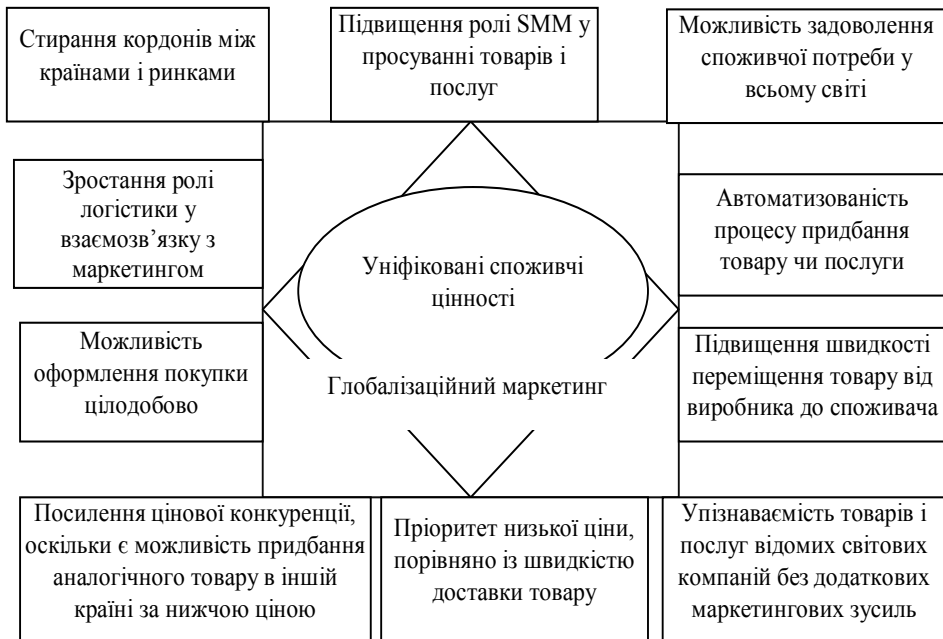 Стирання кордонів між
країнами і ринками
Підвищення ролі SMM у
просуванні товарів і
послуг
Можливість задоволення
споживчої потреби у
всьому світі
Зростання ролі
логістики у
взаємозв’язку з
маркетингом
Уніфіковані споживчі
цінності
Автоматизованість
процесу придбання
товару чи послуги
Можливість
оформлення покупки
цілодобово
Глобалізаційний маркетинг
Підвищення швидкості
переміщення товару від
виробника до споживача
Посилення цінової конкуренції,
оскільки є можливість придбання
аналогічного товару в іншій
країні за нижчою ціною
Пріоритет низької ціни,
порівняно із швидкістю
доставки товару
Упізнаваємість товарів і
послуг відомих світових
компаній без додаткових
маркетингових зусиль